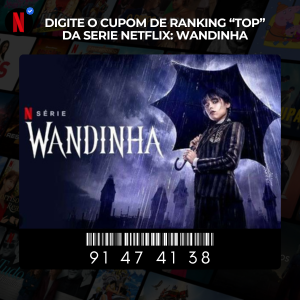 N
DIGITE O CUPOM DE RANKING “TOP”
DA SERIE NETFLIX: WANDINHA
N SÉRIE
WANDINHA
91 47 41 38